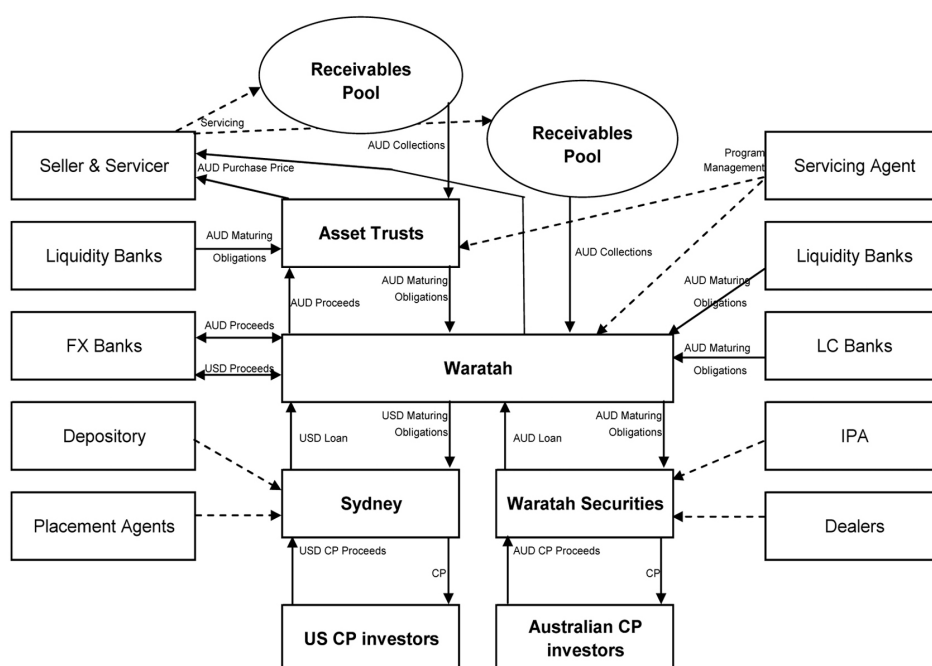 Receivables
Pool
Servicing
Receivables
Pool
Seller & Servicer
AUD Collections
Program
Management
Servicing Agent
AUD Purchase Price
Asset Trusts
Liquidity Banks
AUD Maturing
Obligations
AUD Collections
Liquidity Banks
AUD Proceeds
AUD Maturing
Obligations
AUD Maturing
Obligations
FX Banks
AUD Proceeds
USD Proceeds
Waratah
AUD Maturing
Obligations
LC Banks
Depository
USD Loan
USD Maturing
Obligations
AUD Loan
AUD Maturing
Obligations
IPA
Placement Agents
Sydney
Waratah Securities
Dealers
USD CP Proceeds
CP
AUD CP Proceeds
CP
US CP investors
Australian CP
investors